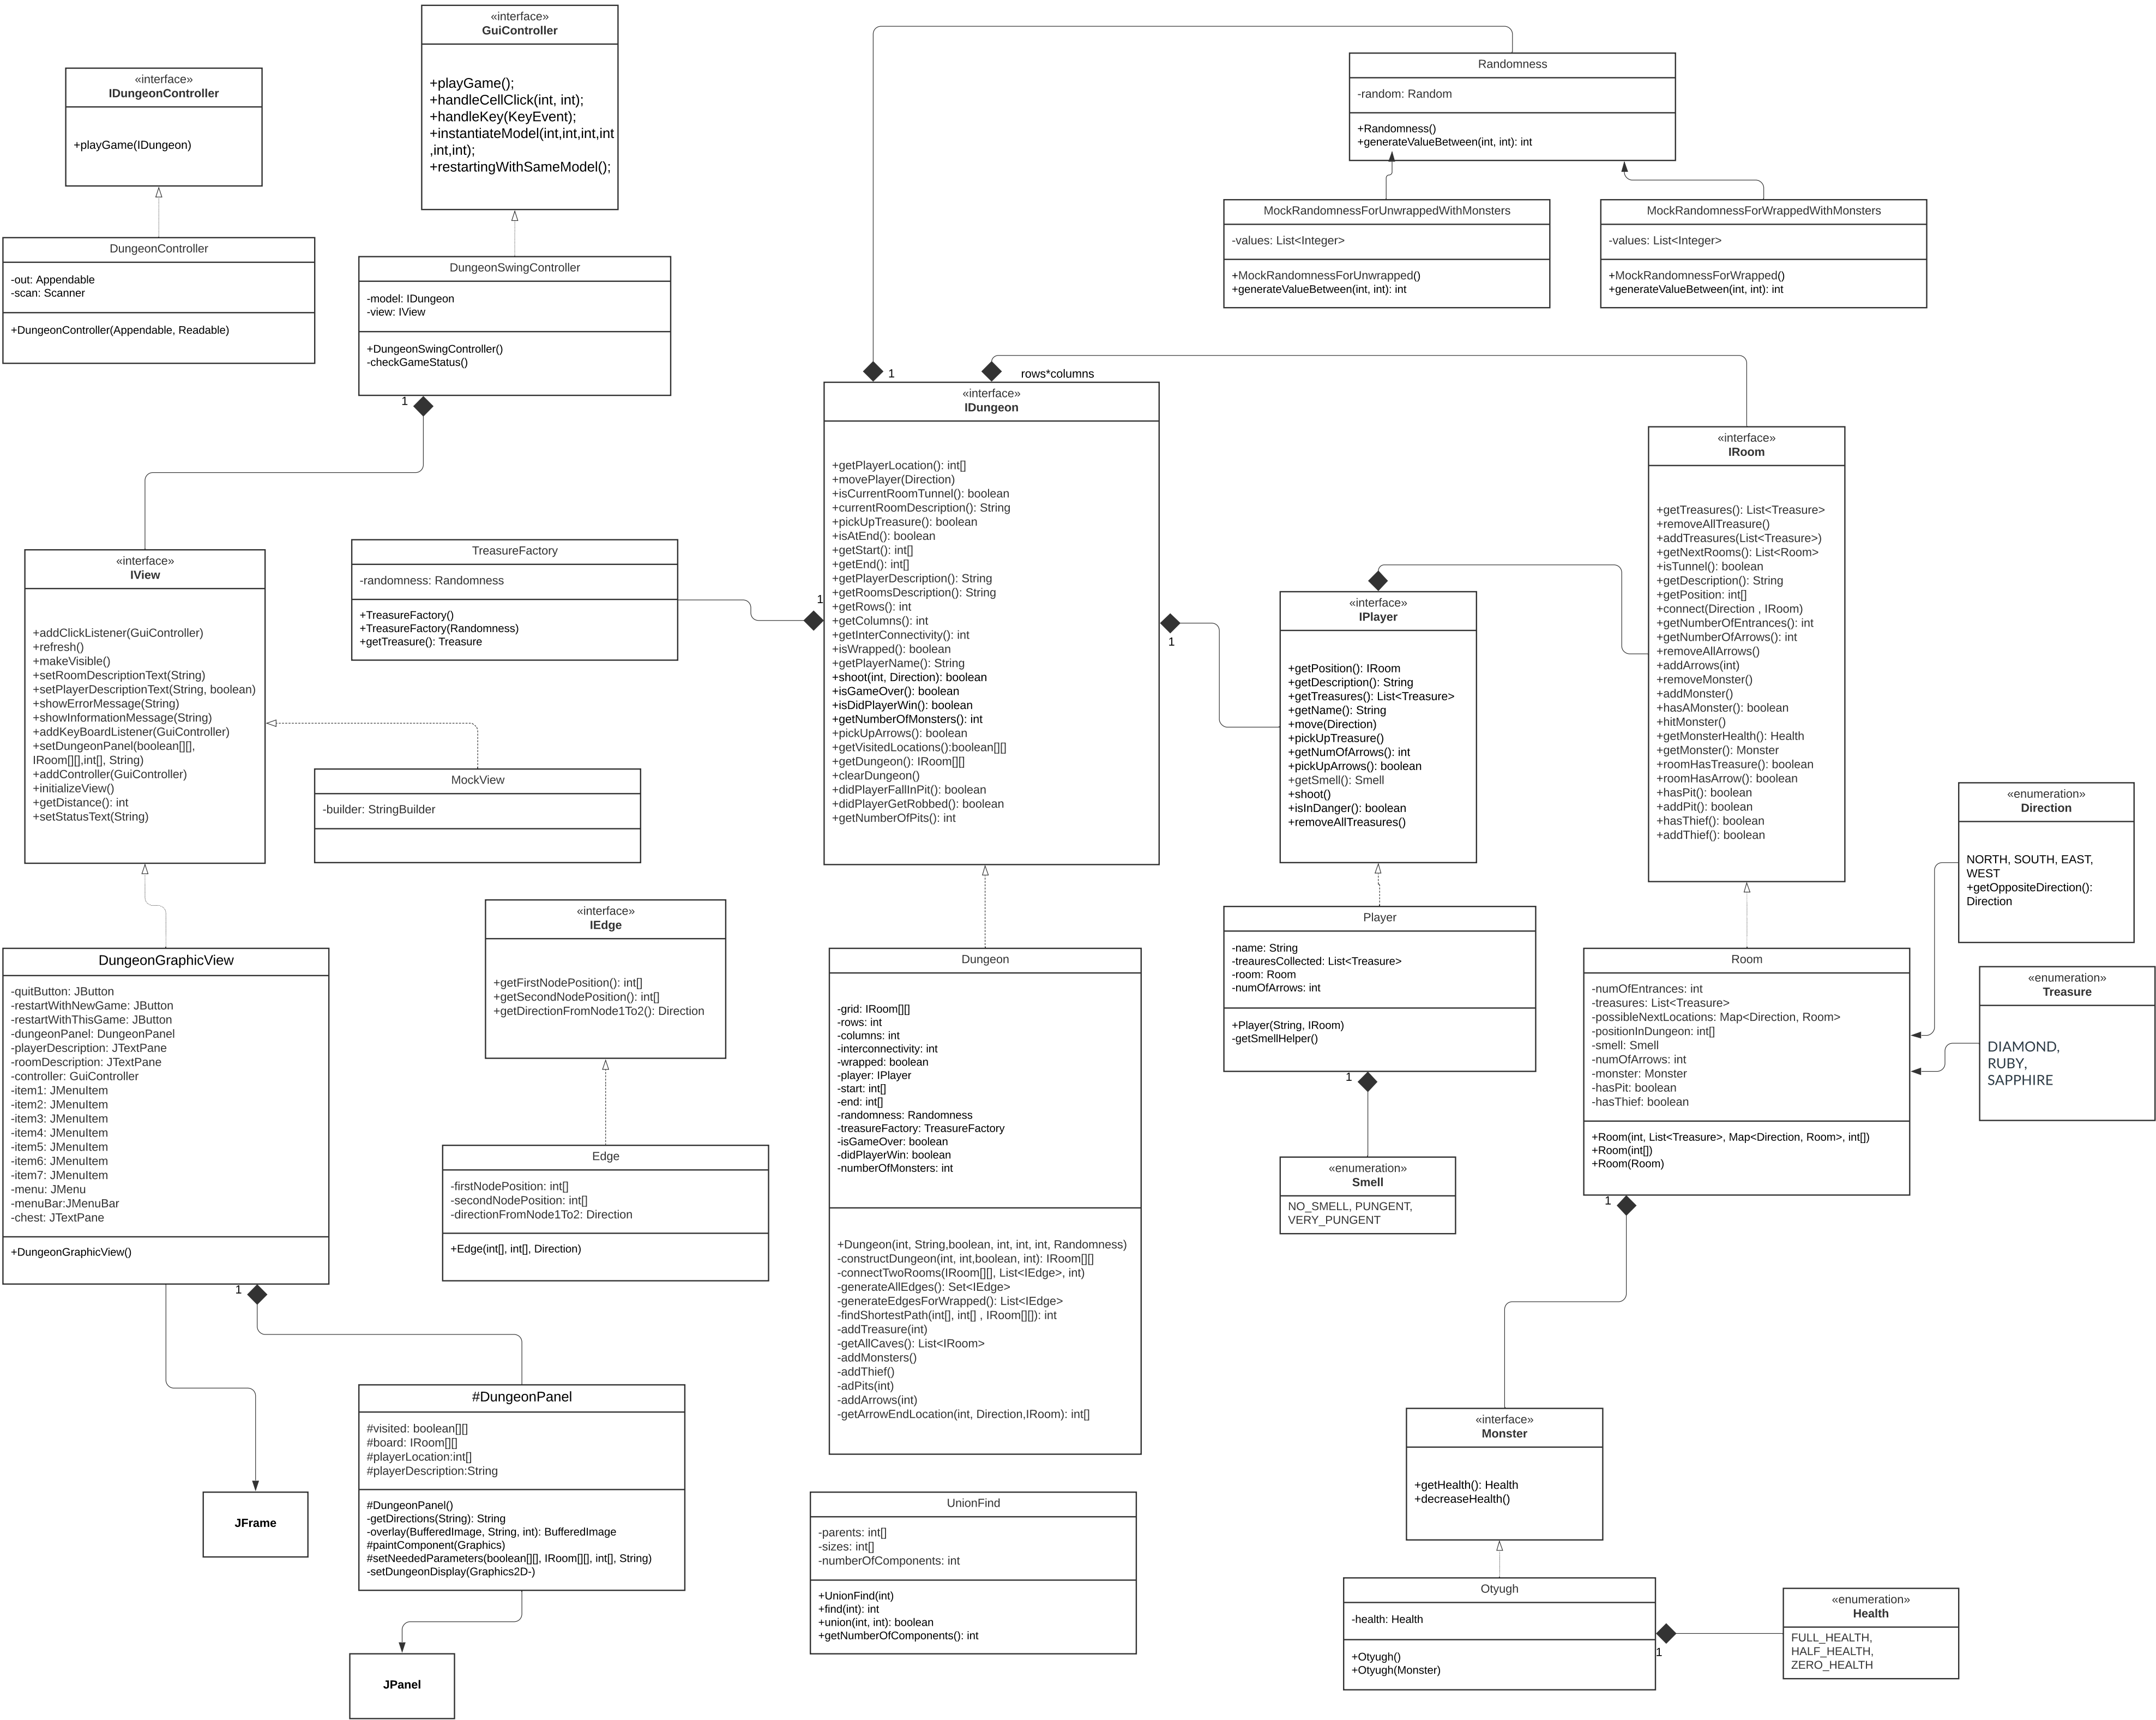 «interface»
GuiController
+playGame();
+handleCellClick(int, int);
+handleKey(KeyEvent);
+instantiateModel(int,int,int,int
,int,int);
+restartingWithSameModel();
«interface»
IDungeonController
+playGame(IDungeon)
Randomness
-random: Random
+Randomness()
+generateValueBetween(int, int): int
MockRandomnessForUnwrappedWithMonsters
-values: List<Integer>
+MockRandomnessForUnwrapped()
+generateValueBetween(int, int): int
MockRandomnessForWrappedWithMonsters
-values: List<Integer>
+MockRandomnessForWrapped()
+generateValueBetween(int, int): int
DungeonController
-out: Appendable
-scan: Scanner
+DungeonController(Appendable, Readable)
DungeonSwingController
-model: IDungeon
-view: IView
+DungeonSwingController()
-checkGameStatus()
1
1
rows*columns
«interface»
IDungeon
+getPlayerLocation(): int[]
+movePlayer(Direction)
+isCurrentRoomTunnel(): boolean
+currentRoomDescription(): String
+pickUpTreasure(): boolean
+isAtEnd(): boolean
+getStart(): int[]
+getEnd(): int[]
+getPlayerDescription(): String
+getRoomsDescription(): String
+getRows(): int
+getColumns(): int
+getInterConnectivity(): int
+isWrapped(): boolean
+getPlayerName(): String
+shoot(int, Direction): boolean
+isGameOver(): boolean
+isDidPlayerWin(): boolean
+getNumberOfMonsters(): int
+pickUpArrows(): boolean
+getVisitedLocations():boolean[][]
+getDungeon(): IRoom[][]
+clearDungeon()
+didPlayerFallInPit(): boolean
+didPlayerGetRobbed(): boolean
+getNumberOfPits(): int
«interface»
IRoom
+getTreasures(): List<Treasure>
+removeAllTreasure()
+addTreasures(List<Treasure>)
+getNextRooms(): List<Room>
+isTunnel(): boolean
+getDescription(): String
+getPosition: int[]
+connect(Direction , IRoom)
+getNumberOfEntrances(): int
+getNumberOfArrows(): int
+removeAllArrows()
+addArrows(int)
+removeMonster()
+addMonster()
+hasAMonster(): boolean
+hitMonster()
+getMonsterHealth(): Health
+getMonster(): Monster
+roomHasTreasure(): boolean
+roomHasArrow(): boolean
+hasPit(): boolean
+addPit(): boolean
+hasThief(): boolean
+addThief(): boolean
TreasureFactory
-randomness: Randomness
+TreasureFactory()
+TreasureFactory(Randomness)
+getTreasure(): Treasure
1
1
«interface»
IView
+addClickListener(GuiController)
+refresh()
+makeVisible()
+setRoomDescriptionText(String)
+setPlayerDescriptionText(String, boolean)
+showErrorMessage(String)
+showInformationMessage(String)
+addKeyBoardListener(GuiController)
+setDungeonPanel(boolean[][],
IRoom[][],int[], String)
+addController(GuiController)
+initializeView()
+getDistance(): int
+setStatusText(String)
«interface»
IPlayer
+getPosition(): IRoom
+getDescription(): String
+getTreasures(): List<Treasure>
+getName(): String
+move(Direction)
+pickUpTreasure()
+getNumOfArrows(): int
+pickUpArrows(): boolean
+getSmell(): Smell
+shoot()
+isInDanger(): boolean
+removeAllTreasures()
MockView
-builder: StringBuilder
«enumeration»
Direction
NORTH, SOUTH, EAST,
WEST
+getOppositeDirection():
Direction
«interface»
IEdge
+getFirstNodePosition(): int[]
+getSecondNodePosition(): int[]
+getDirectionFromNode1To2(): Direction
Player
-name: String
-treauresCollected: List<Treasure>
-room: Room
-numOfArrows: int
+Player(String, IRoom)
-getSmellHelper()
1
DungeonGraphicView
-quitButton: JButton
-restartWithNewGame: JButton
-restartWithThisGame: JButton
-dungeonPanel: DungeonPanel
-playerDescription: JTextPane
-roomDescription: JTextPane
-controller: GuiController
-item1: JMenuItem
-item2: JMenuItem
-item3: JMenuItem
-item4: JMenuItem
-item5: JMenuItem
-item6: JMenuItem
-item7: JMenuItem
-menu: JMenu
-menuBar:JMenuBar
-chest: JTextPane
+DungeonGraphicView()
1
Dungeon
-grid: IRoom[][]
-rows: int
-columns: int
-interconnectivity: int
-wrapped: boolean
-player: IPlayer
-start: int[]
-end: int[]
-randomness: Randomness
-treasureFactory: TreasureFactory
-isGameOver: boolean
-didPlayerWin: boolean
-numberOfMonsters: int
+Dungeon(int, String,boolean, int, int, int, Randomness)
-constructDungeon(int, int,boolean, int): IRoom[][]
-connectTwoRooms(IRoom[][], List<IEdge>, int)
-generateAllEdges(): Set<IEdge>
-generateEdgesForWrapped(): List<IEdge>
-findShortestPath(int[], int[] , IRoom[][]): int
-addTreasure(int)
-getAllCaves(): List<IRoom>
-addMonsters()
-addThief()
-adPits(int)
-addArrows(int)
-getArrowEndLocation(int, Direction,IRoom): int[]
Room
-numOfEntrances: int
-treasures: List<Treasure>
-possibleNextLocations: Map<Direction, Room>
-positionInDungeon: int[]
-smell: Smell
-numOfArrows: int
-monster: Monster
-hasPit: boolean
-hasThief: boolean
+Room(int, List<Treasure>, Map<Direction, Room>, int[])
+Room(int[])
+Room(Room)
1
«enumeration»
Treasure
DIAMOND,
RUBY,
SAPPHIRE
Edge
-firstNodePosition: int[]
-secondNodePosition: int[]
-directionFromNode1To2: Direction
+Edge(int[], int[], Direction)
«enumeration»
Smell
NO_SMELL, PUNGENT,
VERY_PUNGENT
#DungeonPanel
#visited: boolean[][]
#board: IRoom[][]
#playerLocation:int[]
#playerDescription:String
#DungeonPanel()
-getDirections(String): String
-overlay(BufferedImage, String, int): BufferedImage
#paintComponent(Graphics)
#setNeededParameters(boolean[][], IRoom[][], int[], String)
-setDungeonDisplay(Graphics2D-)
«interface»
Monster
+getHealth(): Health
+decreaseHealth()
JFrame
UnionFind
-parents: int[]
-sizes: int[]
-numberOfComponents: int
+UnionFind(int)
+find(int): int
+union(int, int): boolean
+getNumberOfComponents(): int
Otyugh
-health: Health
+Otyugh()
+Otyugh(Monster)
1
«enumeration»
Health
FULL_HEALTH,
HALF_HEALTH,
ZERO_HEALTH
JPanel